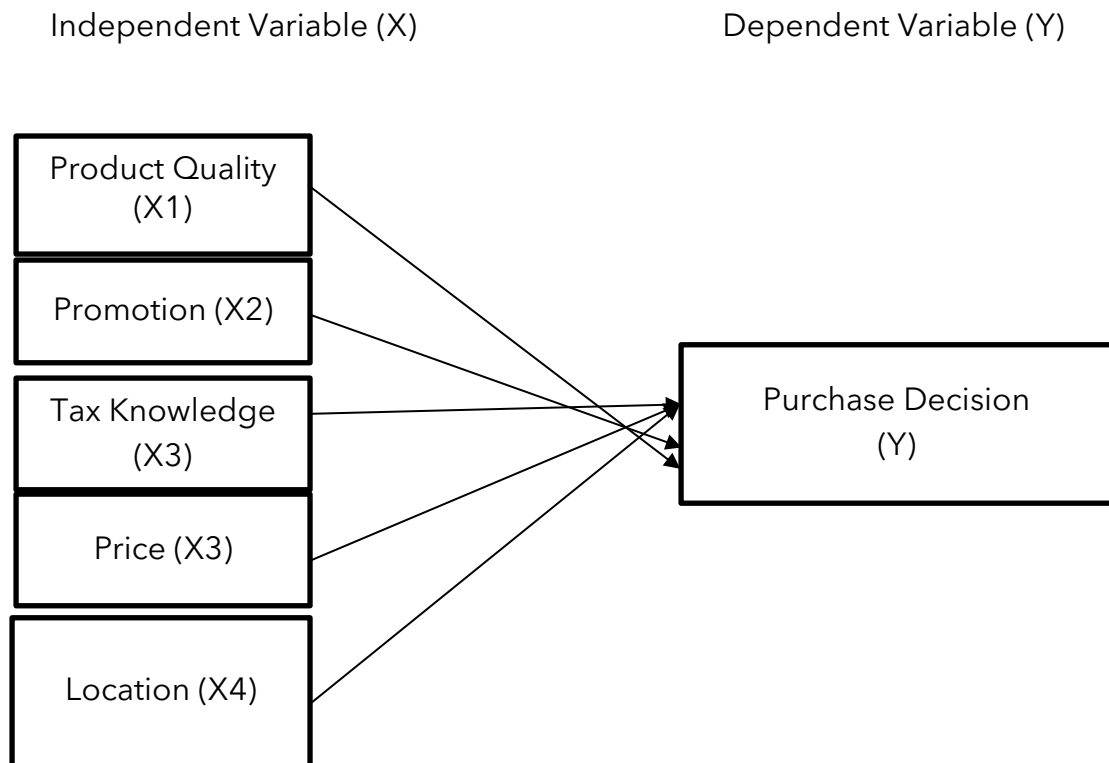 Independent Variable (X)
Dependent Variable (Y)
Product Quality
(X1)
Promotion (X2)
Tax Knowledge
(X3)
Price (X3)
Location (X4)
Purchase Decision
(Y)